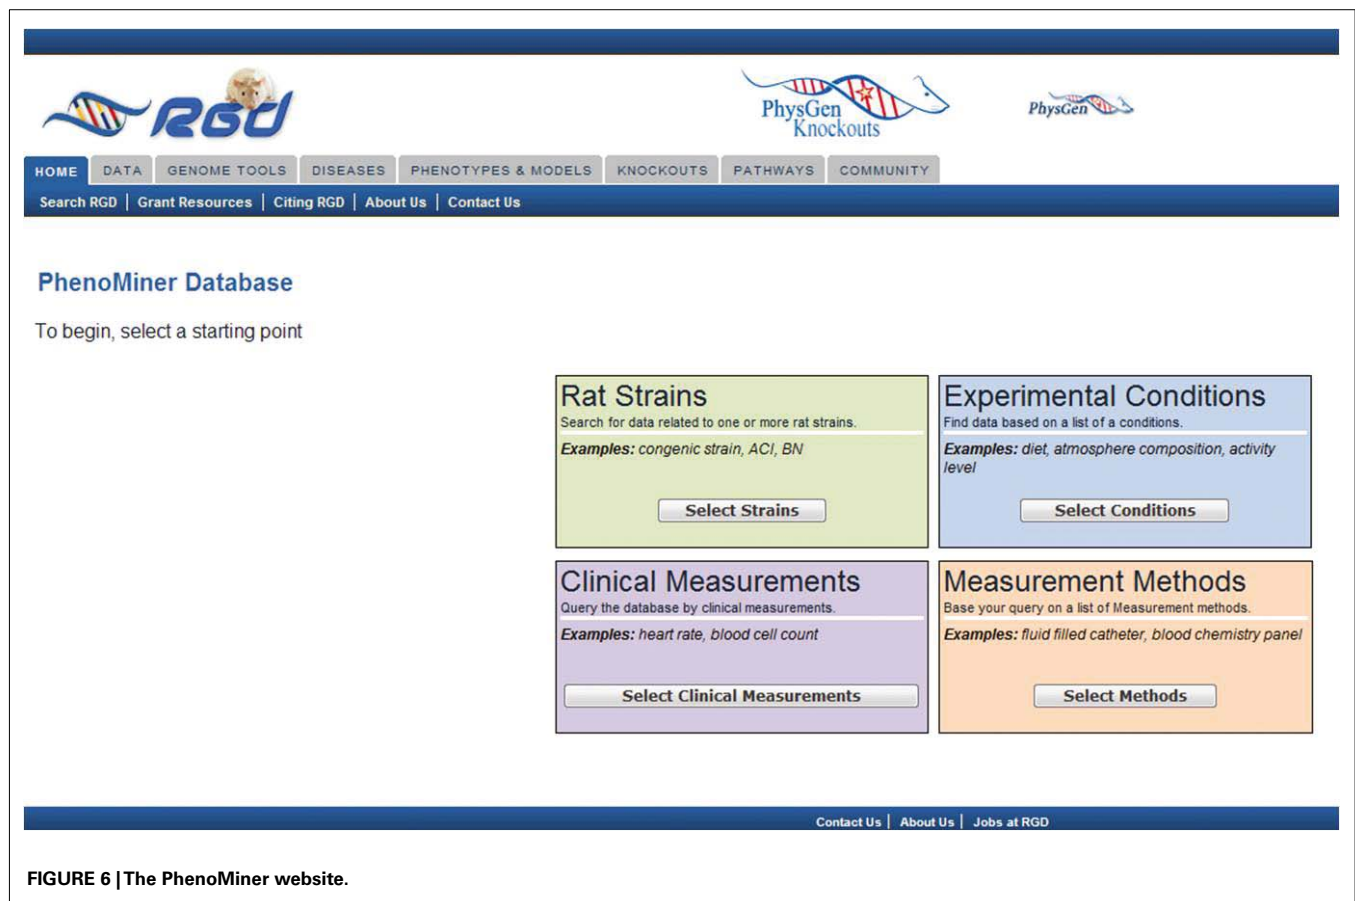 RGD
PhysGen
Knockouts
PhysGen
HOME DATA GENOME TOOLS DISEASES PHENOTYPES & MODELS KNOCKOUTS PATHWAYS COMMUNITY
Search RGD | Grant Resources | Citing RGD | About Us | Contact Us
PhenoMiner Database
To begin, select a starting point
Rat Strains
Search for data related to one or more rat strains.
Examples: congenic strain, ACI, BN
Select Strains
Experimental Conditions
Find data based on a list of a conditions.
Examples: diet, atmosphere composition, activity
level
Select Conditions
Clinical Measurements
Query the database by clinical measurements.
Examples: heart rate, blood cell count
Select Clinical Measurements
Measurement Methods
Base your query on a list of Measurement methods.
Examples: fluid filled catheter, blood chemistry panel
Select Methods
Contact Us | About Us | Jobs at RGD
FIGURE 6 | The PhenoMiner website.